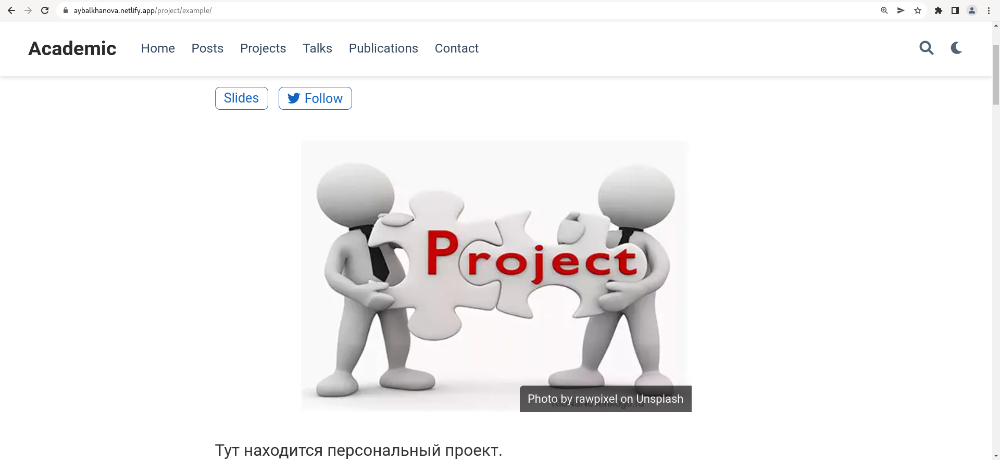 aybalkhanova.netlify.app/project/example/
Academic Home Posts Projects Talks Publications Contact
Slides Follow
Project
Photo by rawpixel on Unsplash
Тут находится персональный проект.